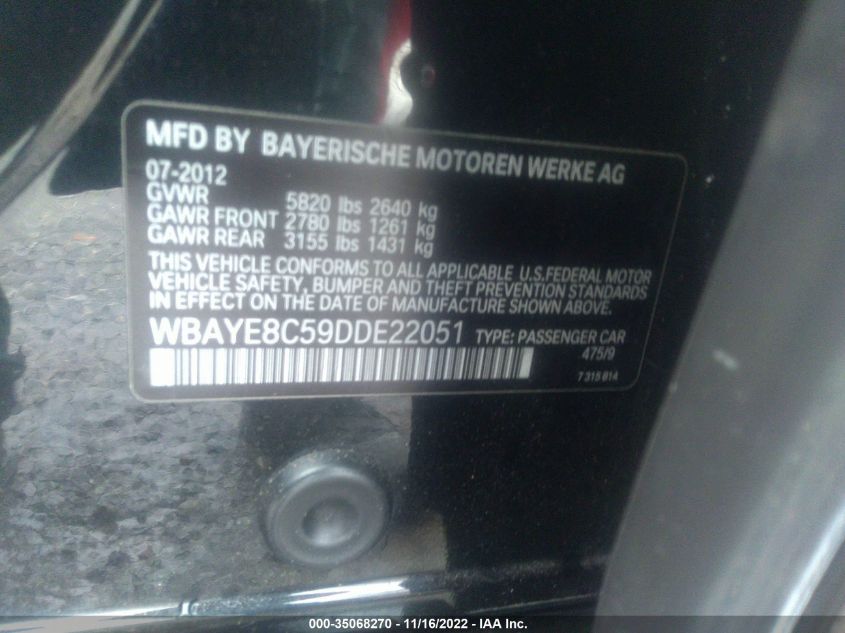 MFD BY BAYERISCHE MOTOREN WERKE AG
07-2012
GVWR 5820 lbs 2640 kg
GAWR FRONT 2780 lbs 1261 kg
GAWR REAR 3155 lbs 1431 kg
THIS VEHICLE CONFORMS TO ALL APPLICABLE U.S.FEDERAL MOTOR
VEHICLE SAFETY, BUMPER AND THEFT PREVENTION STANDARDS
IN EFFECT ON THE DATE OF MANUFACTURE SHOWN ABOVE.
WBAYE8C59DDE22051 TYPE: PASSENGER CAR
475/9
7 315 814
000-35068270 - 11/16/2022 - IAA Inc.